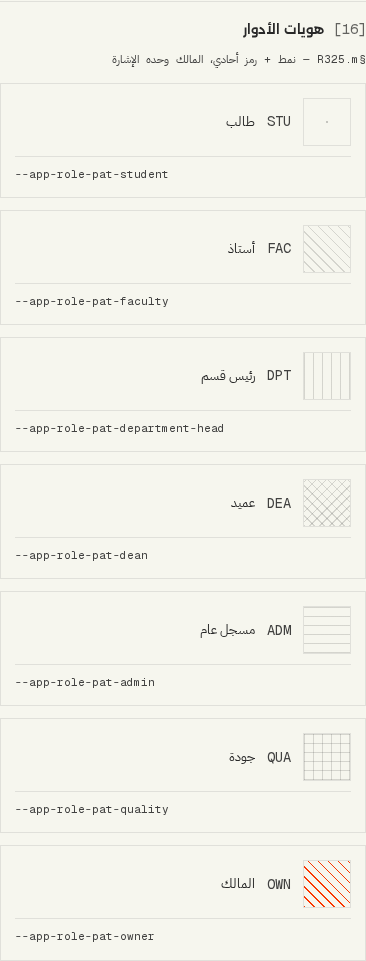 [16] هويات الأدوار
§R325.m — نمط + رمز أحادي، المالك وحده الإشارة
STU طالب
--app-role-pat-student
FAC أستاذ
--app-role-pat-faculty
DPT رئيس قسم
--app-role-pat-department-head
DEA عميد
--app-role-pat-dean
ADM مسجل عام
--app-role-pat-admin
QUA جودة
--app-role-pat-quality
OWN المالك
--app-role-pat-owner